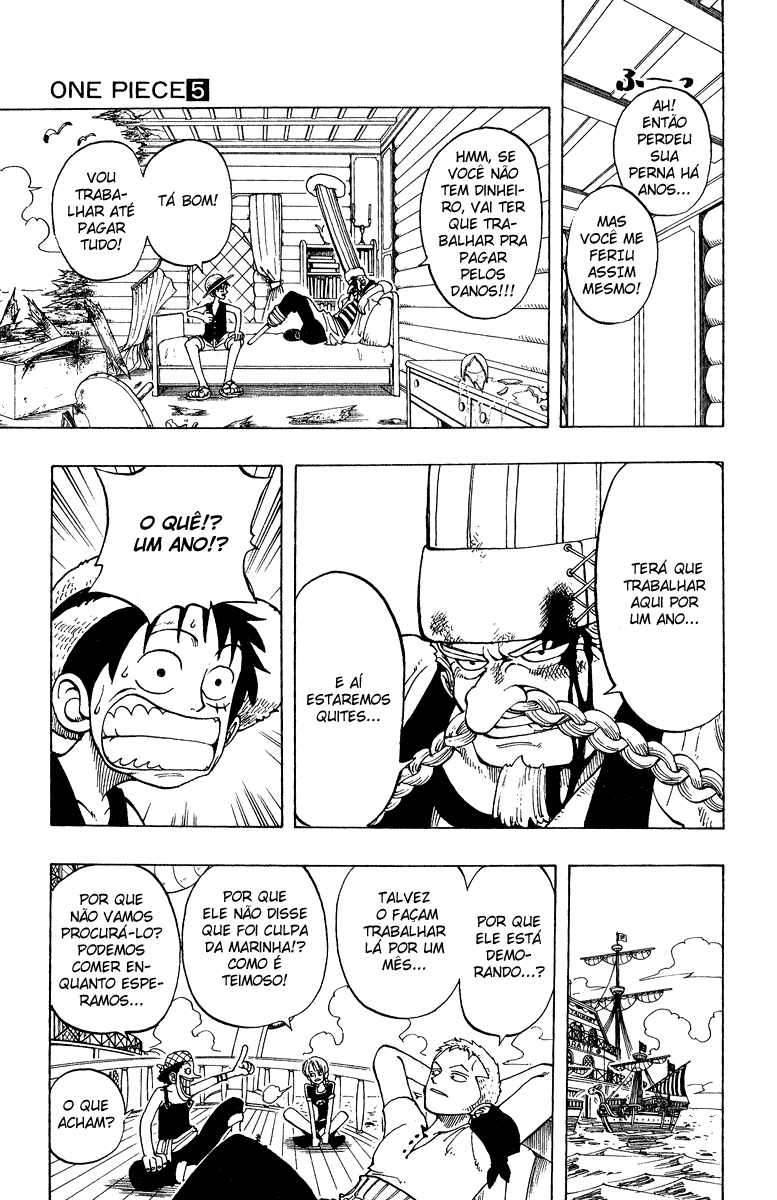 ONE PIECE 5
ふーっ
AH!
ENTÃO
PERDEU
SUA
PERNA HÁ
ANOS...
MAS
VOCÊ ME
FERIU
ASSIM
MESMO!
HMM, SE
VOCÊ NÃO
TEM DINHEI-
RO, VAI TER
QUE TRA-
BALHAR PRA
PAGAR
PELOS
DANOS!!!
TÁ BOM!
VOU
TRABA-
LHAR ATÉ
PAGAR
TUDO!
TERÁ QUE
TRABALHAR
AQUI POR
UM ANO...
E AÍ
ESTAREMOS
QUITES...
O QUÊ!?
UM ANO!?
POR QUE
ELE ESTÁ
DEMO-
RANDO...?
TALVEZ
O FAÇAM
TRABALHAR
LÁ POR UM
MÊS...
POR QUE
ELE NÃO DISSE
QUE FOI CULPA
DA MARINHA!?
COMO É
TEIMOSO!
POR QUE
NÃO VAMOS
PROCURÁ-LO?
PODEMOS
COMER EN-
QUANTO ESPE-
RAMOS...
O QUE
ACHAM?